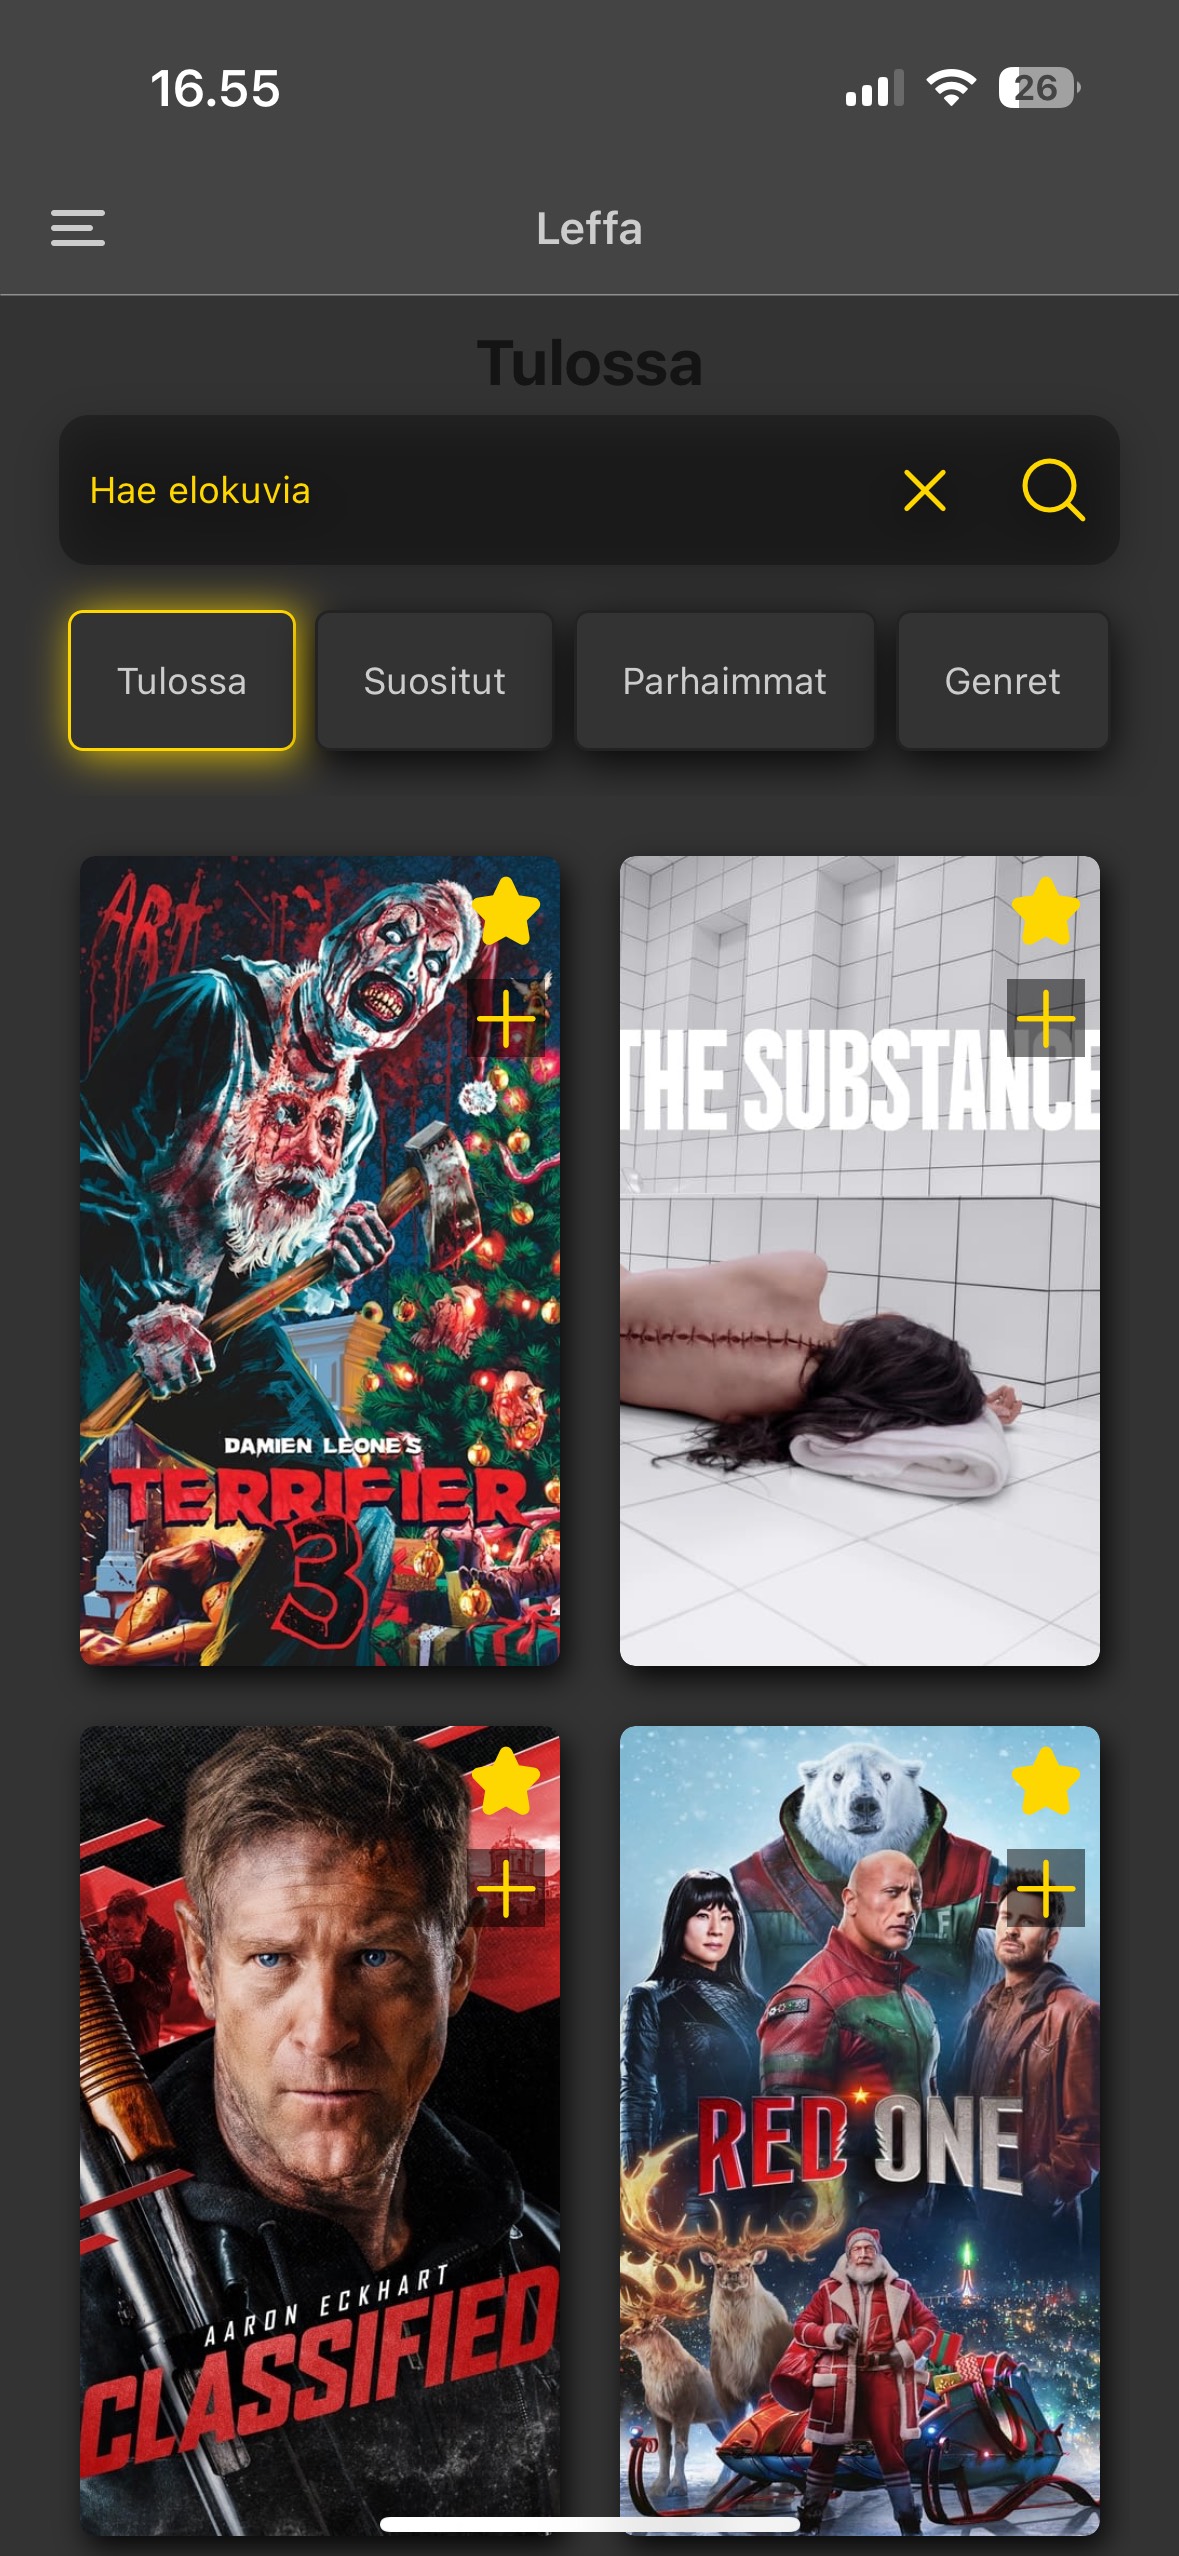 16.55
26
Leffa
Tulossa
Hae elokuvia
Tulossa
Suositut
Parhaimmat
Genret
ART
DAMIEN LEONE'S
TERRIFIER
3
THE SUBSTANCE
AARON ECKHART
CLASSIFIED
RED ONE